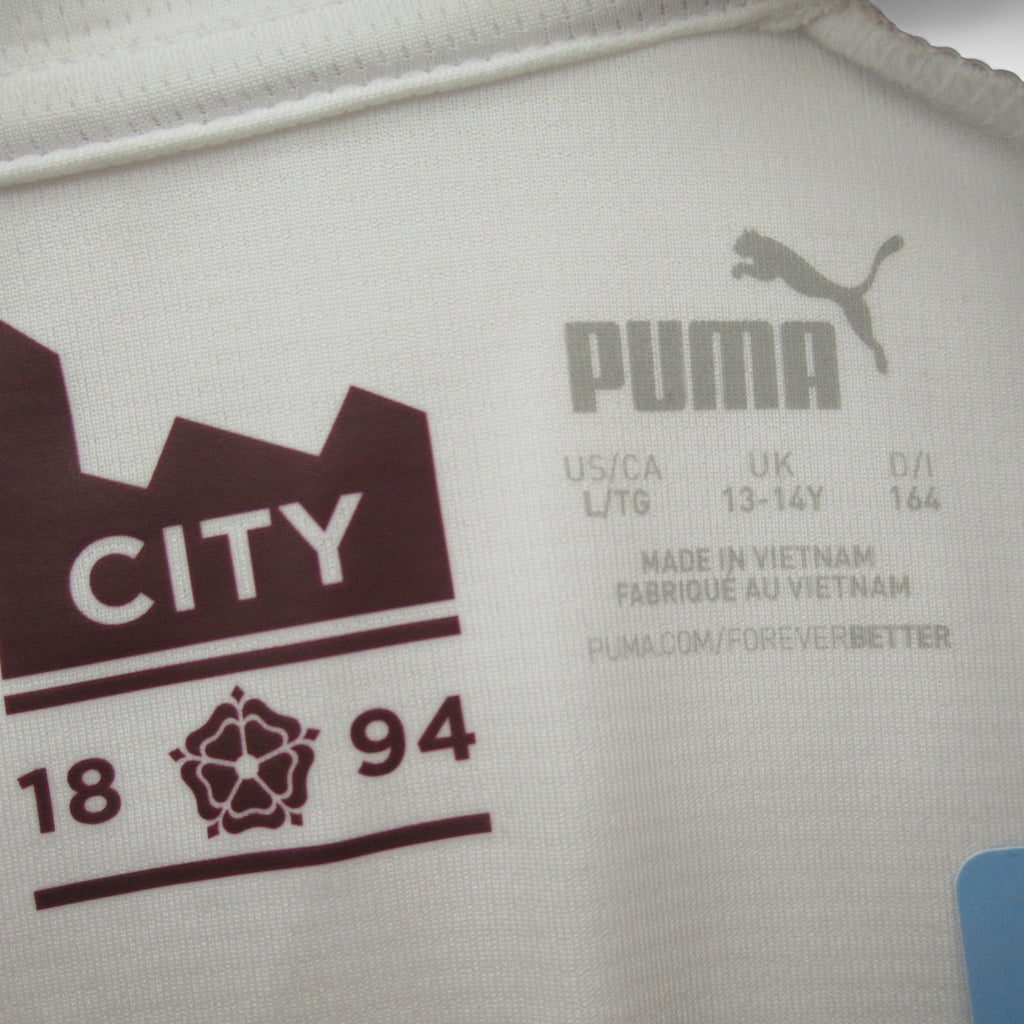 CITY
18 94
PUMA
US/CA UK D/I
L/TG 13-14Y 164
MADE IN VIETNAM
FABRIQUÉ AU VIETNAM
PUMA.COM/FOREVERBETTER